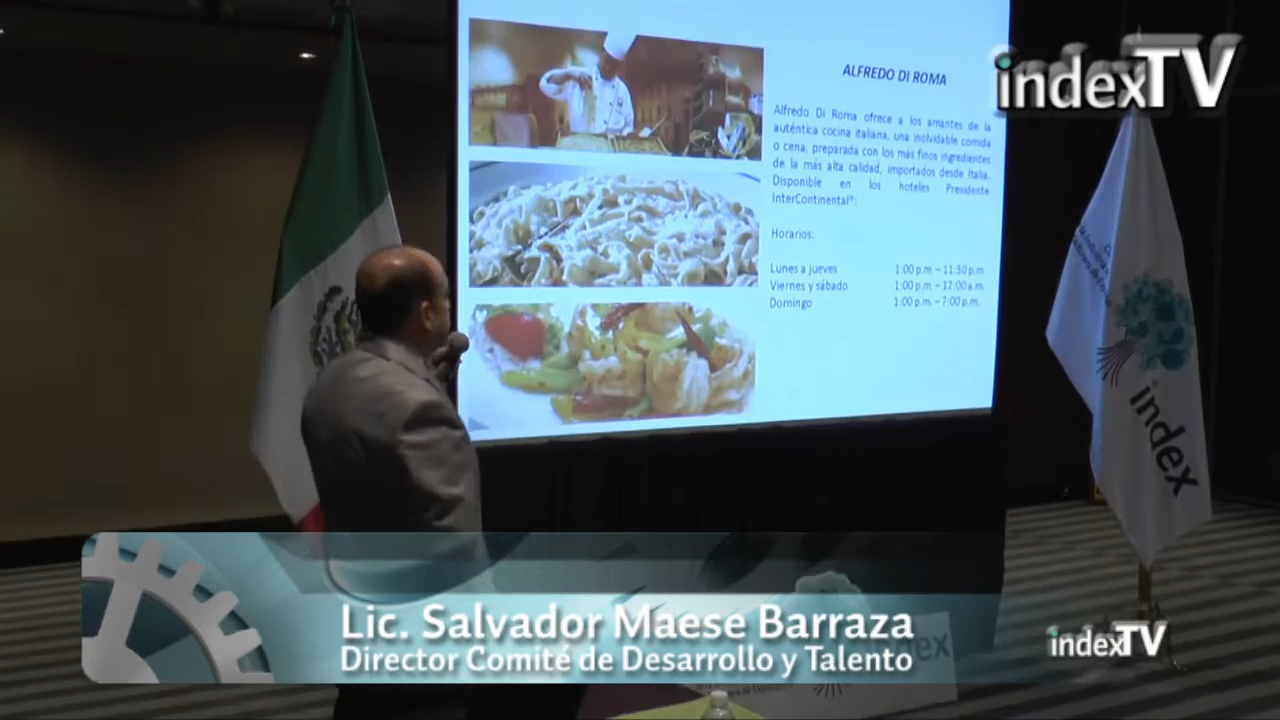 indexTV
ALFREDO DI ROMA
Alfredo Di Roma ofrece a los amantes de la
auténtica cocina italiana, una inolvidable comida
o cena, preparada con los más finos ingredientes
de la más alta calidad, importados desde Italia.
Disponible en los hoteles Presidente
InterContinental®:
Horarios:
Lunes a jueves 1:00 p.m. – 11:30 p.m.
Viernes y sábado 1:00 p.m. – 12:00 a.m.
Domingo 1:00 p.m. – 7:00 p.m.
index
Lic. Salvador Maese Barraza
Director Comité de Desarrollo y Talento
indexTV